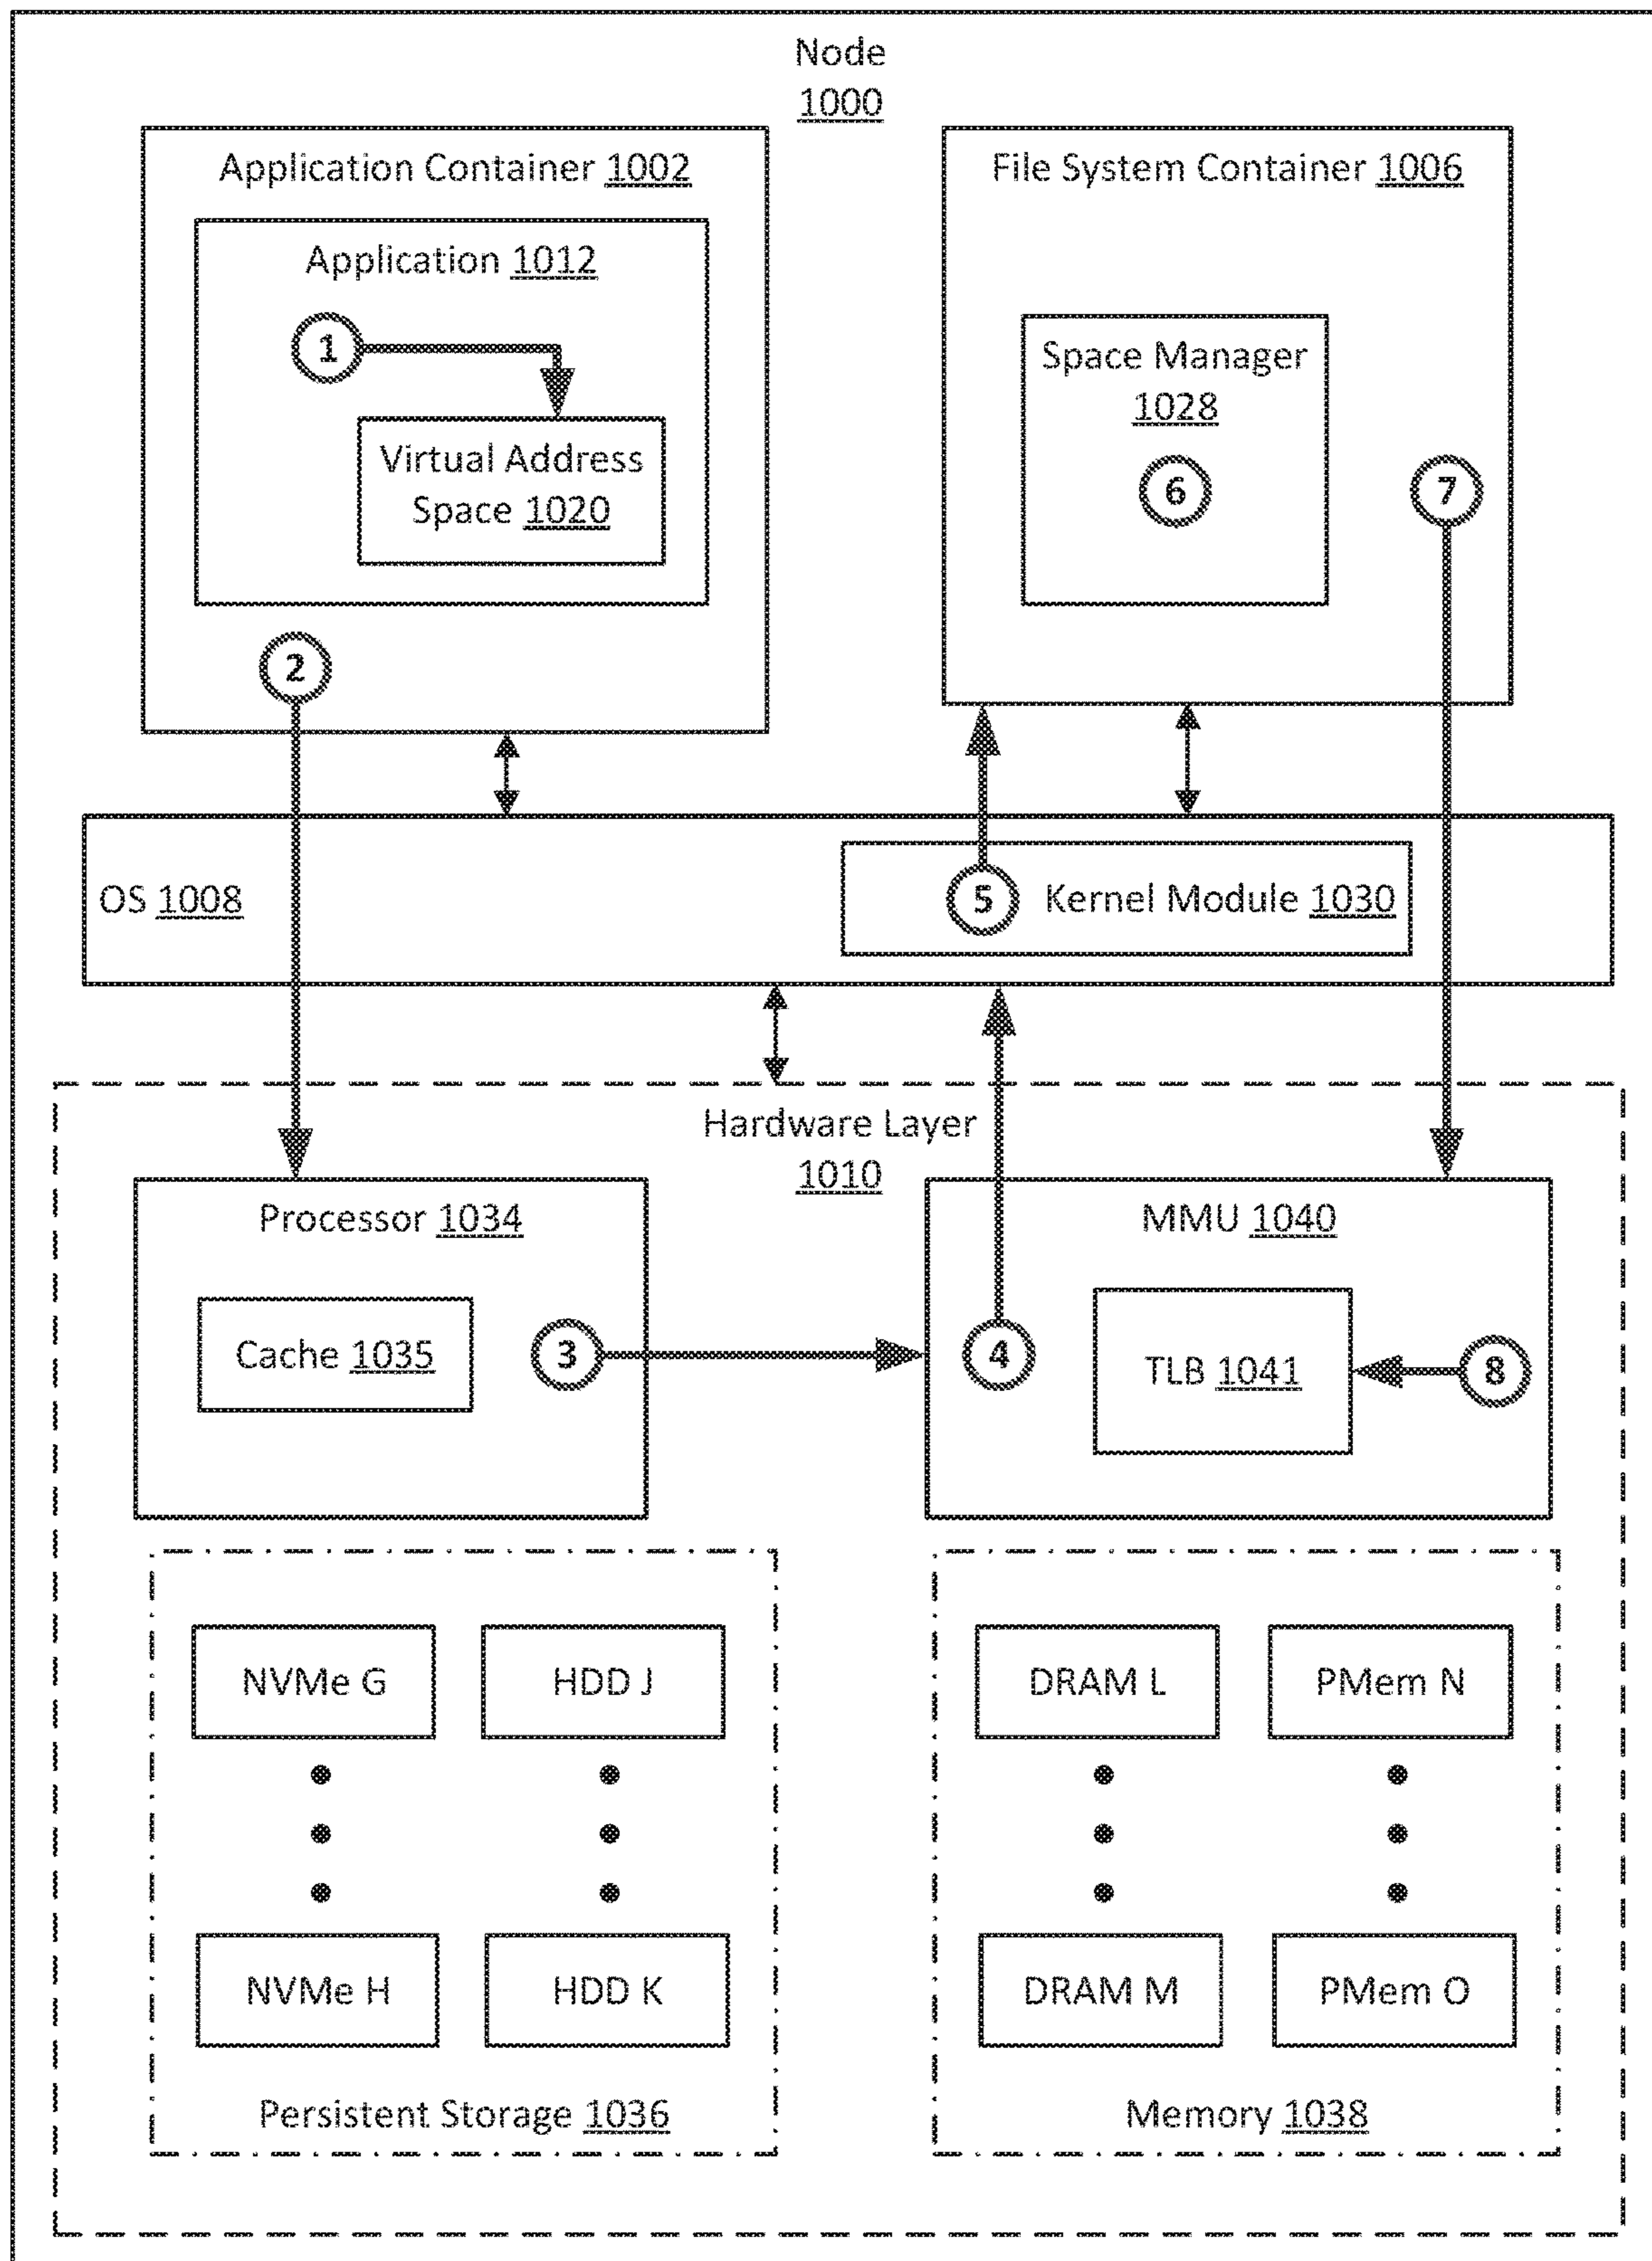 Node
1000
Application Container 1002
Application 1012
1
Virtual Address
Space 1020
2
File System Container 1006
Space Manager
1028
6
7
OS 1008
5
Kernel Module 1030
Hardware Layer
1010
Processor 1034
Cache 1035
3
MMU 1040
4
TLB 1041
8
NVMe G
HDD J
NVMe H
HDD K
Persistent Storage 1036
DRAM L
PMem N
DRAM M
PMem O
Memory 1038